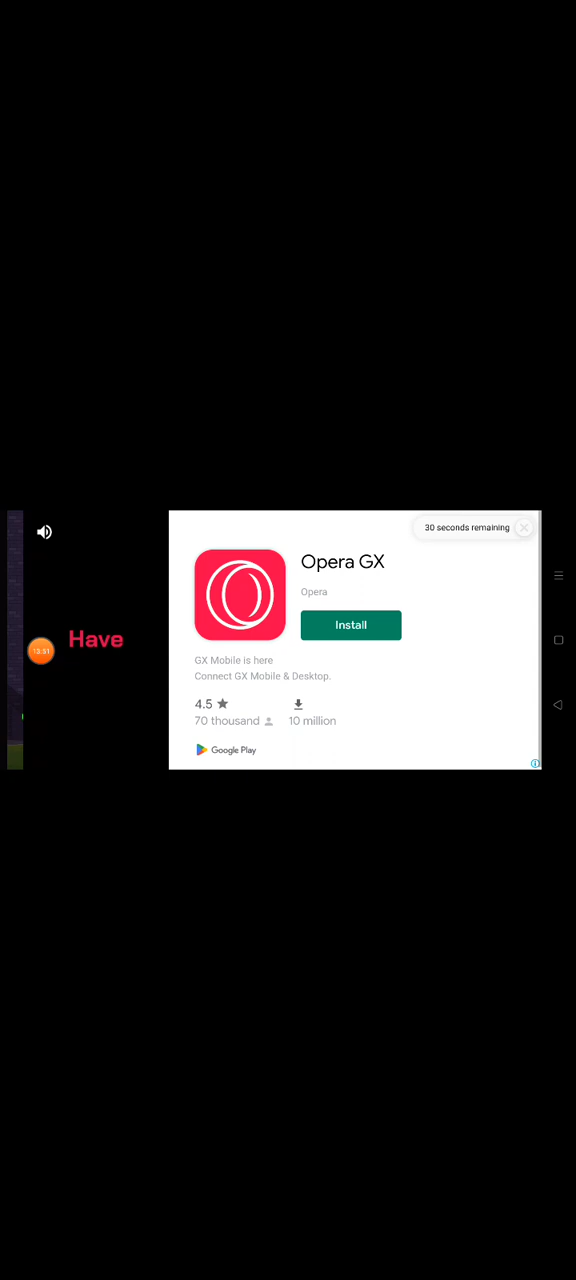 30 seconds remaining
Opera GX
Opera
Install
13:51
Have
GX Mobile is here
Connect GX Mobile & Desktop.
4.5
70 thousand
10 million
Google Play